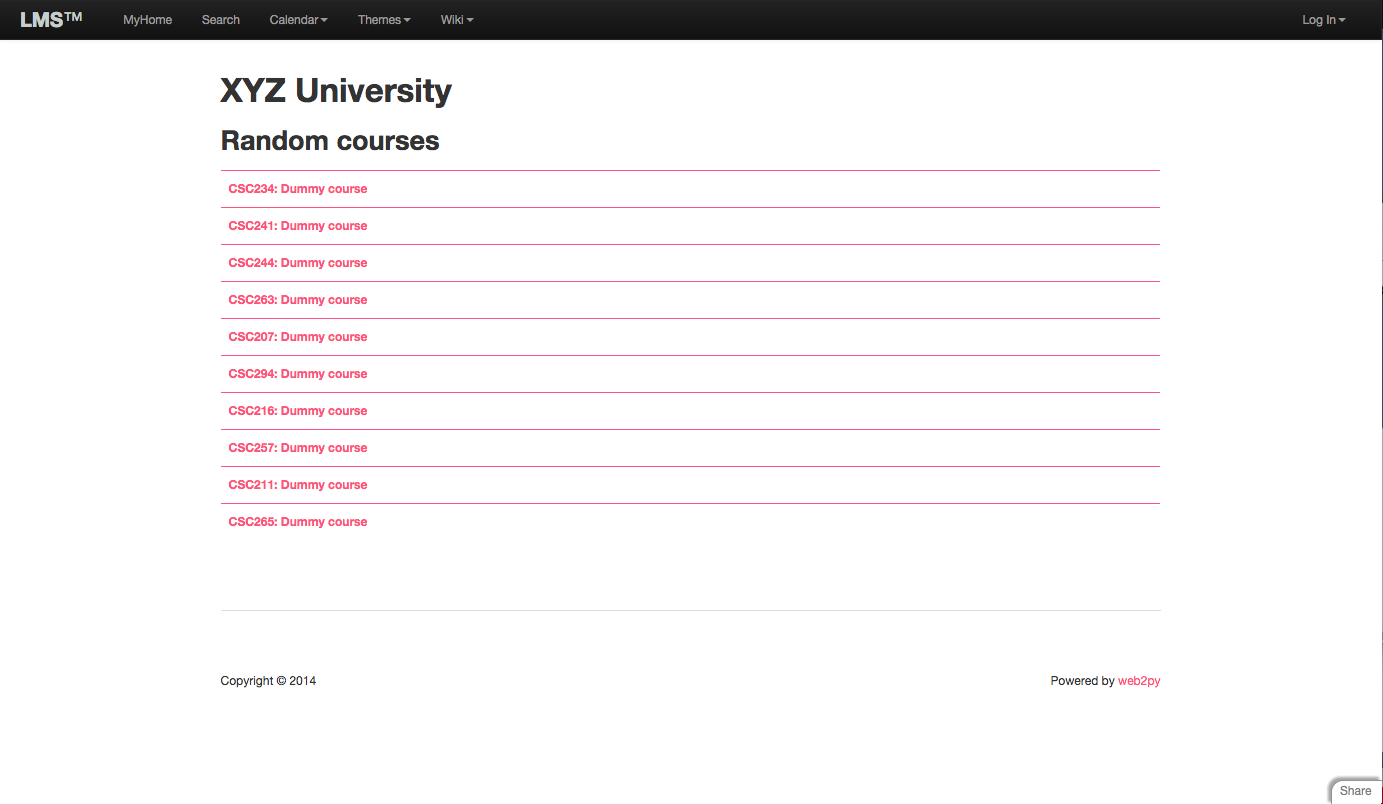 LMS™ MyHome Search Calendar Themes Wiki Log In
XYZ University
Random courses
CSC234: Dummy course
CSC241: Dummy course
CSC244: Dummy course
CSC263: Dummy course
CSC207: Dummy course
CSC294: Dummy course
CSC216: Dummy course
CSC257: Dummy course
CSC211: Dummy course
CSC265: Dummy course
Copyright © 2014 Powered by web2py
Share